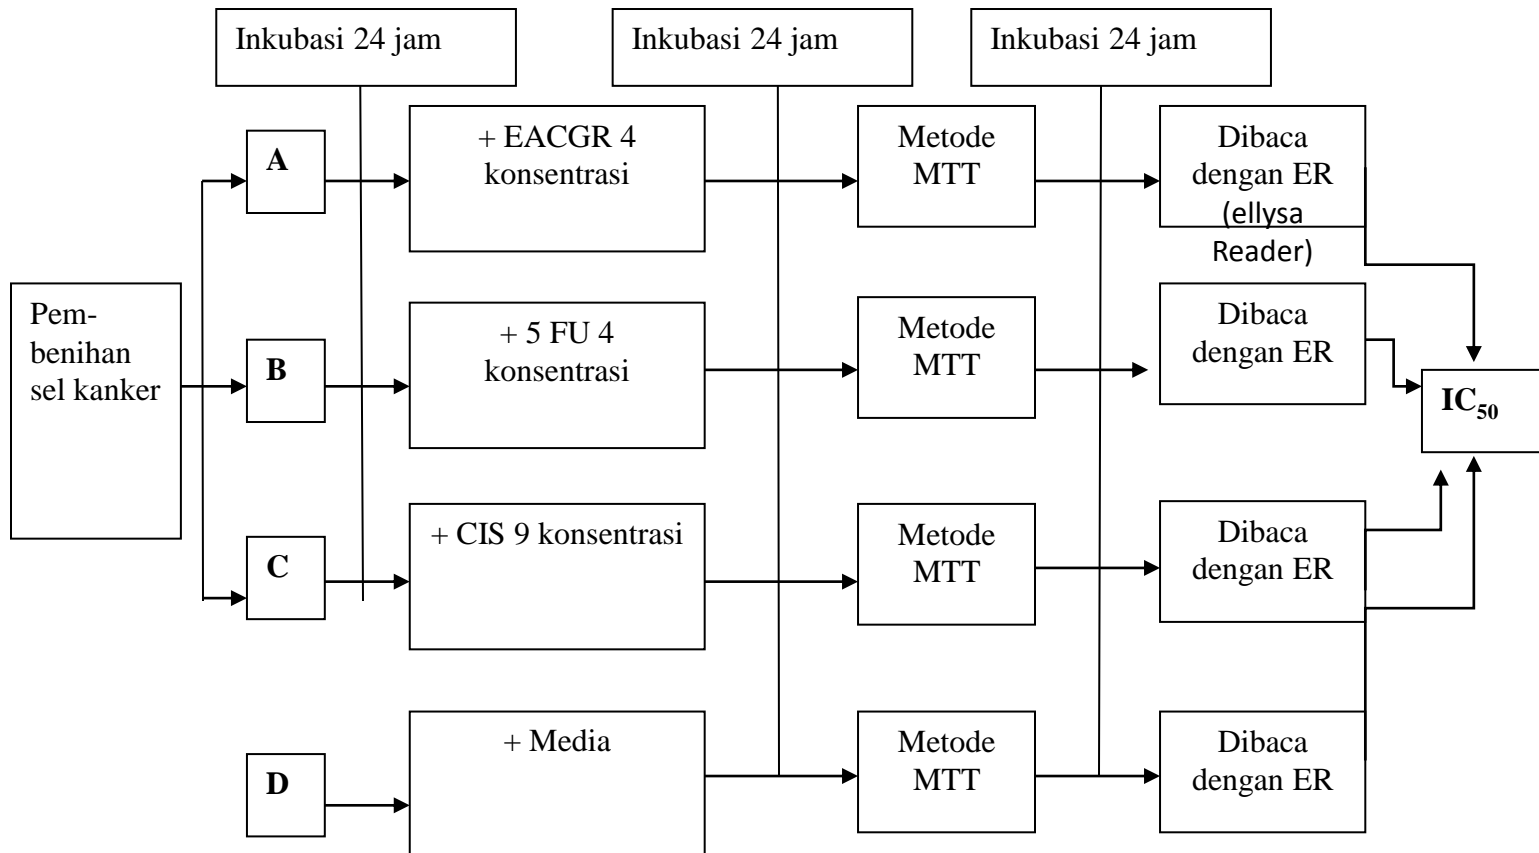 Inkubasi 24 jam
Inkubasi 24 jam
Inkubasi 24 jam
A
+ EACGR 4
konsentrasi
Metode
MTT
Dibaca
dengan ER
(ellysa
Reader)
Pem-
benihan
sel kanker
B
+ 5 FU 4
konsentrasi
Metode
MTT
Dibaca
dengan ER
IC50
C
+ CIS 9 konsentrasi
Metode
MTT
Dibaca
dengan ER
D
+ Media
Metode
MTT
Dibaca
dengan ER